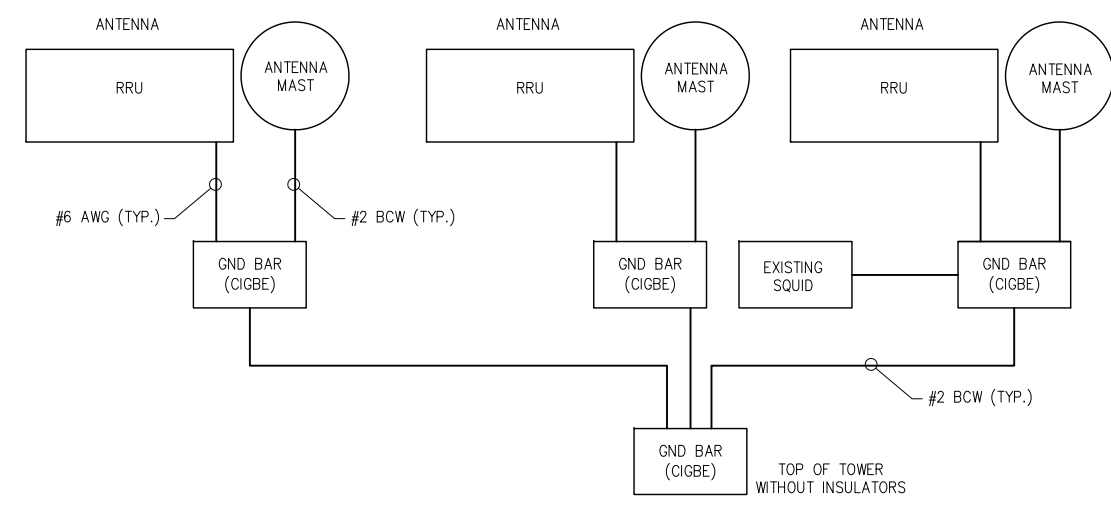 ANTENNA
ANTENNA
ANTENNA
RRU
ANTENNA
MAST
RRU
ANTENNA
MAST
RRU
ANTENNA
MAST
#6 AWG (TYP.)
#2 BCW (TYP.)
GND BAR
(CIGBE)
GND BAR
(CIGBE)
EXISTING
SQUID
GND BAR
(CIGBE)
#2 BCW (TYP.)
GND BAR
(CIGBE)
TOP OF TOWER
WITHOUT INSULATORS